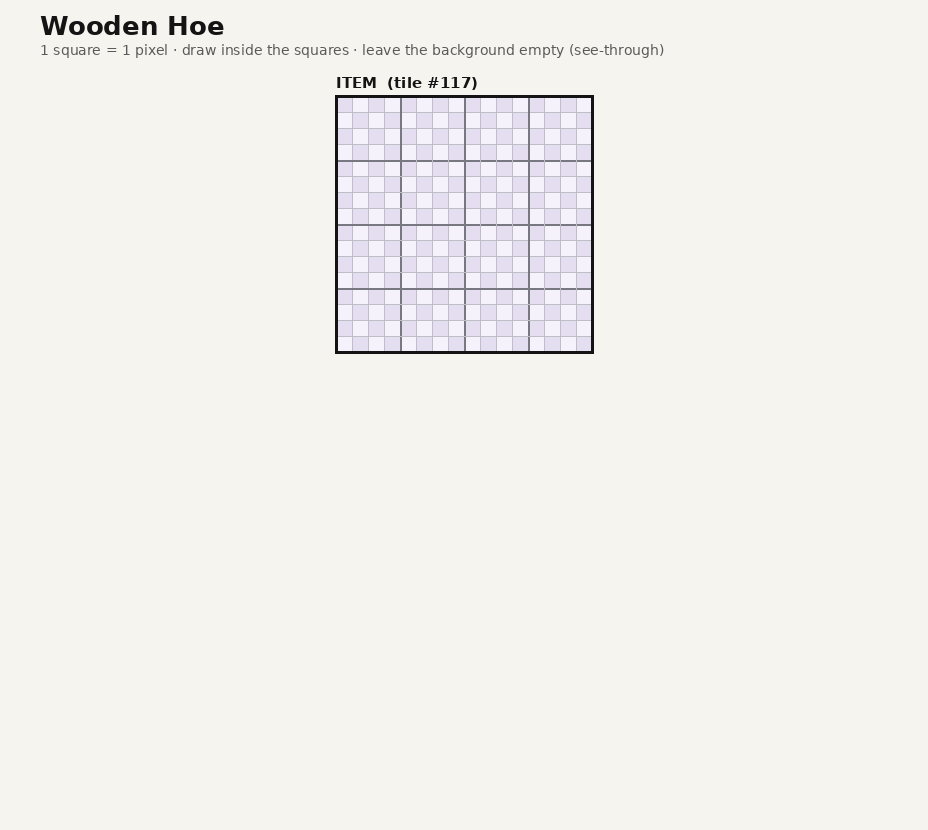 Wooden Hoe
1 square = 1 pixel · draw inside the squares · leave the background empty (see-through)
ITEM (tile #117)